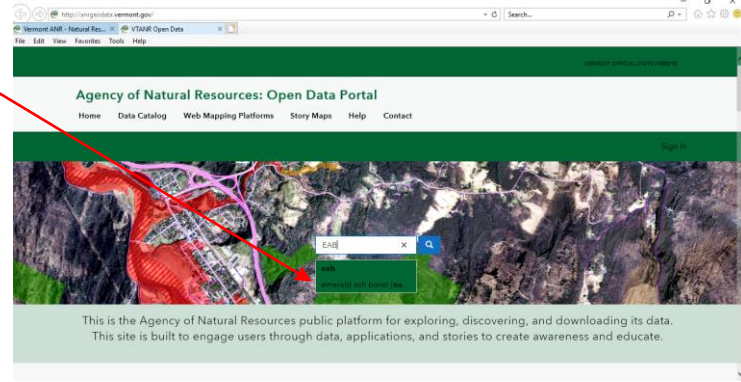 http://anrgeodata.vermont.gov/
Search...
Vermont ANR - Natural Res...
VTANR Open Data
File Edit View Favorites Tools Help
VERMONT OFFICIAL STATE WEBSITE
Agency of Natural Resources: Open Data Portal
Home Data Catalog Web Mapping Platforms Story Maps Help Contact
Sign In
EAB
eab
emerald ash borer (ea...
This is the Agency of Natural Resources public platform for exploring, discovering, and downloading its data.
This site is built to engage users through data, applications, and stories to create awareness and educate.